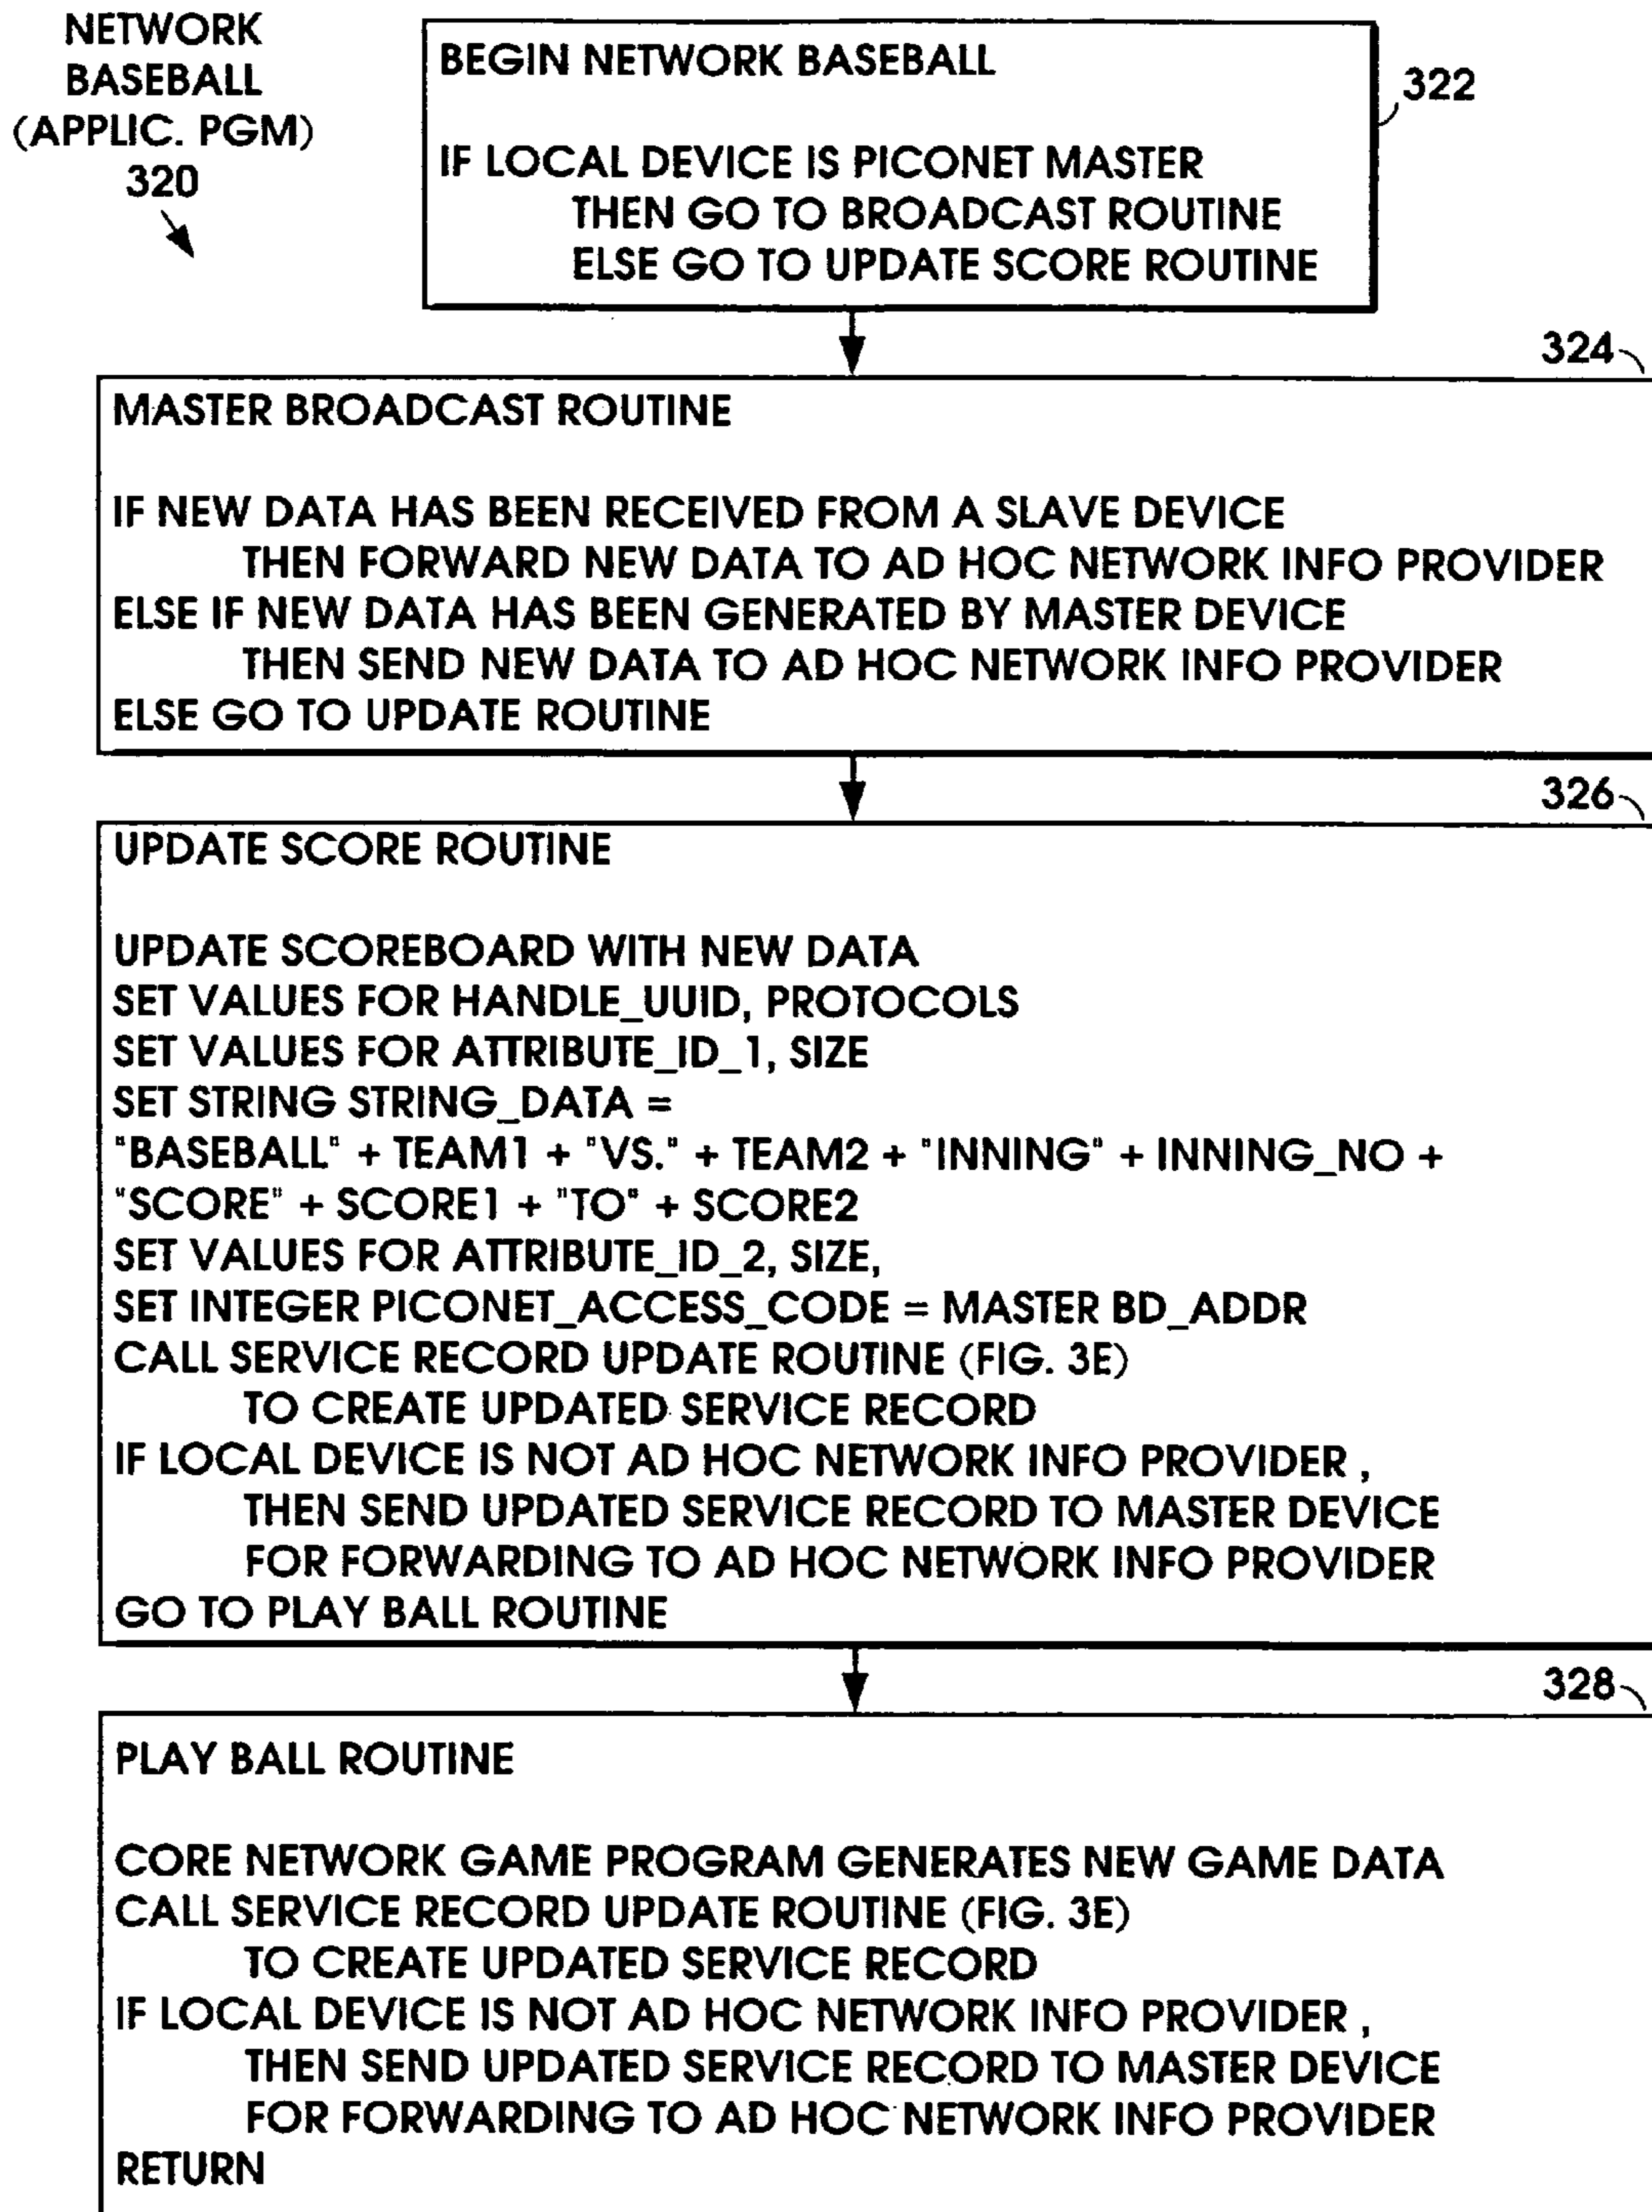 NETWORK
BASEBALL
(APPLIC. PGM)
320
BEGIN NETWORK BASEBALL
322
IF LOCAL DEVICE IS PICONET MASTER
THEN GO TO BROADCAST ROUTINE
ELSE GO TO UPDATE SCORE ROUTINE
324
MASTER BROADCAST ROUTINE
IF NEW DATA HAS BEEN RECEIVED FROM A SLAVE DEVICE
THEN FORWARD NEW DATA TO AD HOC NETWORK INFO PROVIDER
ELSE IF NEW DATA HAS BEEN GENERATED BY MASTER DEVICE
THEN SEND NEW DATA TO AD HOC NETWORK INFO PROVIDER
ELSE GO TO UPDATE ROUTINE
326
UPDATE SCORE ROUTINE
UPDATE SCOREBOARD WITH NEW DATA
SET VALUES FOR HANDLE_UUID, PROTOCOLS
SET VALUES FOR ATTRIBUTE_ID_1, SIZE
SET STRING STRING_DATA =
"BASEBALL" + TEAM1 + "VS." + TEAM2 + "INNING" + INNING_NO +
"SCORE" + SCORE1 + "TO" + SCORE2
SET VALUES FOR ATTRIBUTE_ID_2, SIZE,
SET INTEGER PICONET_ACCESS_CODE = MASTER BD_ADDR
CALL SERVICE RECORD UPDATE ROUTINE (FIG. 3E)
TO CREATE UPDATED SERVICE RECORD
IF LOCAL DEVICE IS NOT AD HOC NETWORK INFO PROVIDER ,
THEN SEND UPDATED SERVICE RECORD TO MASTER DEVICE
FOR FORWARDING TO AD HOC NETWORK INFO PROVIDER
GO TO PLAY BALL ROUTINE
328
PLAY BALL ROUTINE
CORE NETWORK GAME PROGRAM GENERATES NEW GAME DATA
CALL SERVICE RECORD UPDATE ROUTINE (FIG. 3E)
TO CREATE UPDATED SERVICE RECORD
IF LOCAL DEVICE IS NOT AD HOC NETWORK INFO PROVIDER ,
THEN SEND UPDATED SERVICE RECORD TO MASTER DEVICE
FOR FORWARDING TO AD HOC NETWORK INFO PROVIDER
RETURN